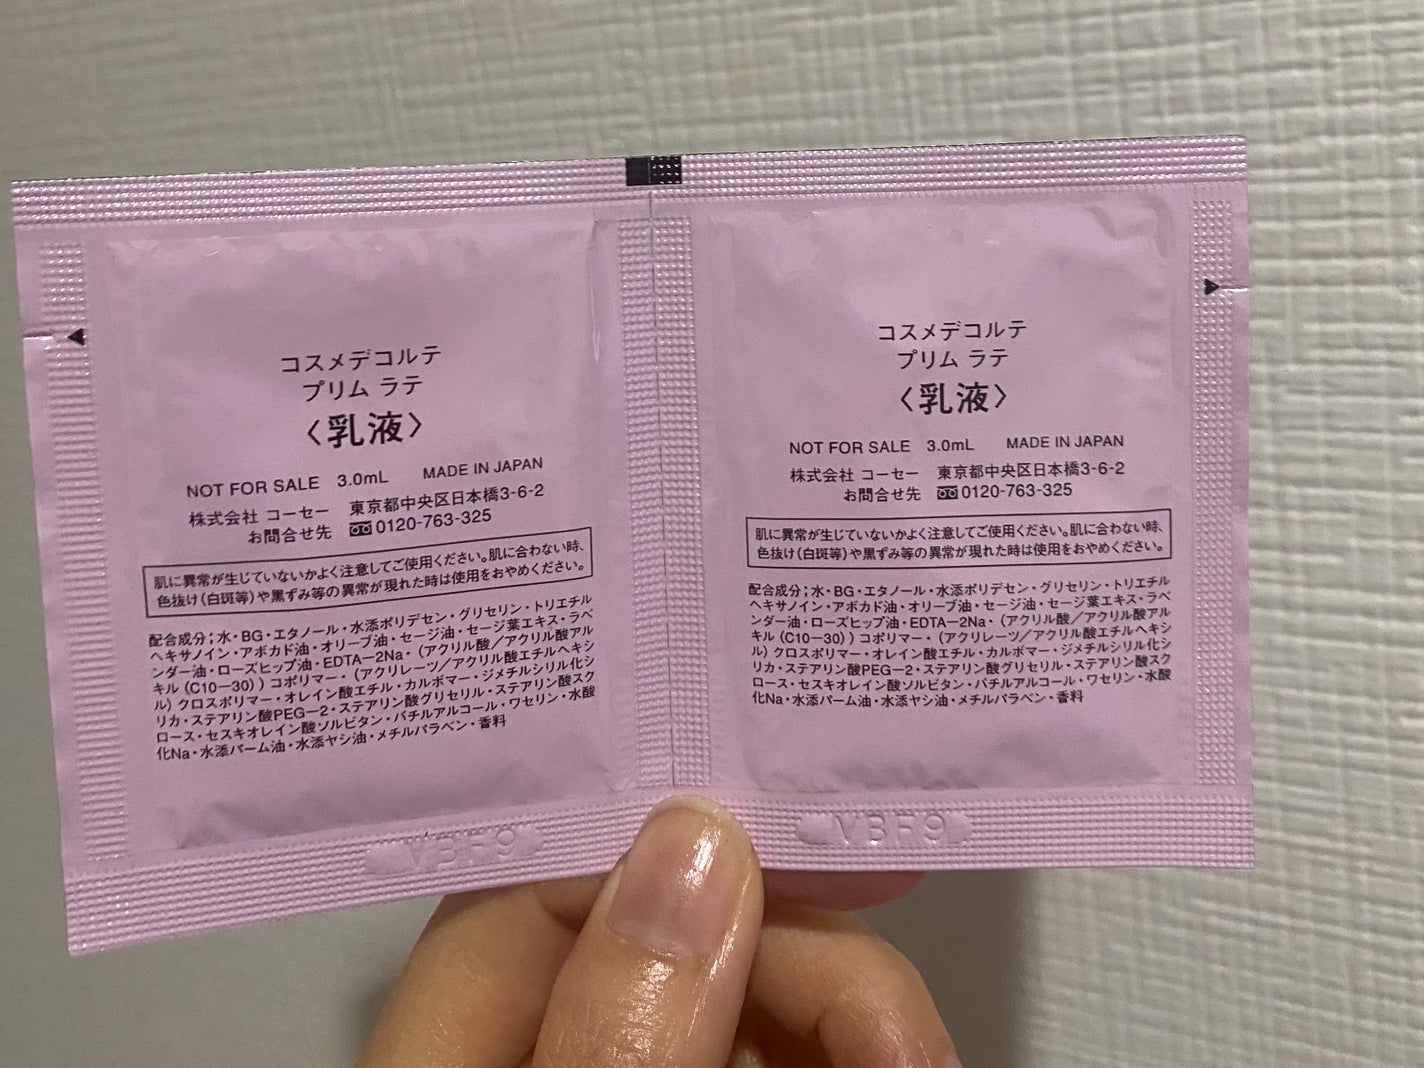 コスメデコルテ
プリム ラテ
〈乳液〉
NOT FOR SALE 3.0mL MADE IN JAPAN
株式会社 コーセー 東京都中央区日本橋3-6-2
お問合せ先 0120-763-325
肌に異常が生じていないかよく注意してご使用ください。肌に合わない時、
色抜け(白斑等)や黒ずみ等の異常が現れた時は使用をおやめください。
配合成分;水・BG・エタノール・水添ポリデセン・グリセリン・トリエチル
ヘキサノイン・アボカド油・オリーブ油・セージ油・セージ葉エキス・ラベ
ンダー油・ローズヒップ油・EDTA−2Na・(アクリル酸/アクリル酸アル
キル(C10−30))コポリマー・(アクリレーツ/アクリル酸エチルヘキシ
ル)クロスポリマー・オレイン酸エチル・カルボマー・ジメチルシリル化シ
リカ・ステアリン酸PEG−2・ステアリン酸グリセリル・ステアリン酸スク
ロース・セスキオレイン酸ソルビタン・バチルアルコール・ワセリン・水酸
化Na・水添パーム油・水添ヤシ油・メチルパラベン・香料
VBF9
コスメデコルテ
プリム ラテ
〈乳液〉
NOT FOR SALE 3.0mL MADE IN JAPAN
株式会社 コーセー 東京都中央区日本橋3-6-2
お問合せ先 0120-763-325
肌に異常が生じていないかよく注意してご使用ください。肌に合わない時、
色抜け(白斑等)や黒ずみ等の異常が現れた時は使用をおやめください。
配合成分;水・BG・エタノール・水添ポリデセン・グリセリン・トリエチル
ヘキサノイン・アボカド油・オリーブ油・セージ油・セージ葉エキス・ラベ
ンダー油・ローズヒップ油・EDTA−2Na・(アクリル酸/アクリル酸アル
キル(C10−30))コポリマー・(アクリレーツ/アクリル酸エチルヘキシ
ル)クロスポリマー・オレイン酸エチル・カルボマー・ジメチルシリル化シ
リカ・ステアリン酸PEG−2・ステアリン酸グリセリル・ステアリン酸スク
ロース・セスキオレイン酸ソルビタン・バチルアルコール・ワセリン・水酸
化Na・水添パーム油・水添ヤシ油・メチルパラベン・香料
VBF9